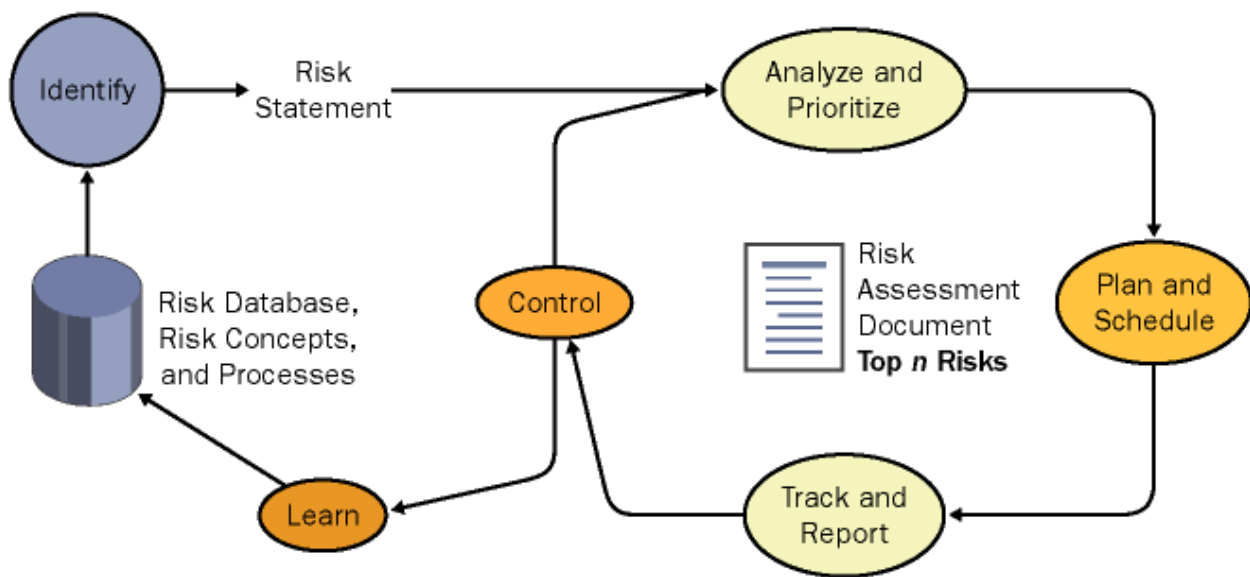 Identify
Risk
Statement
Analyze and
Prioritize
Risk Database,
Risk Concepts,
and Processes
Control
Risk
Assessment
Document
Top n Risks
Plan and
Schedule
Learn
Track and
Report